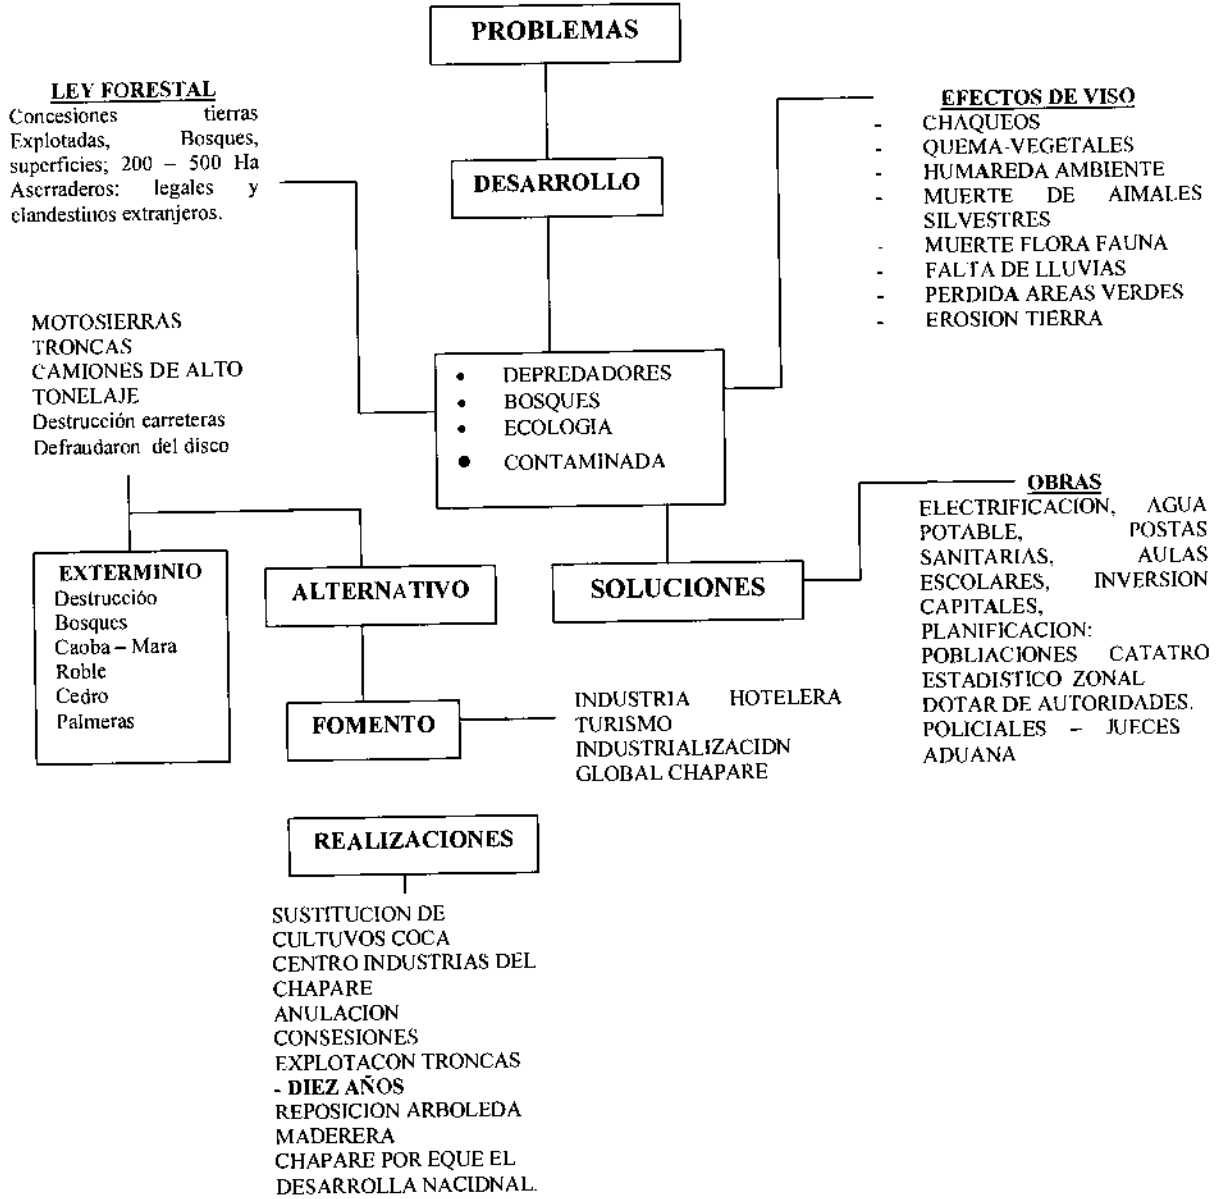 PROBLEMAS
LEY FORESTAL
Concesiones tierras
Explotadas, Bosques,
superficies; 200 – 500 Ha
Aserraderos: legales y
clandestinos extranjeros.
EFECTOS DE VISO
- CHAQUEOS
- QUEMA-VEGETALES
- HUMAREDA AMBIENTE
- MUERTE DE AIMALES
SILVESTRES
- MUERTE FLORA FAUNA
- FALTA DE LLUVIAS
- PERDIDA AREAS VERDES
- EROSION TIERRA
DESARROLLO
MOTOSIERRAS
TRONCAS
CAMIONES DE ALTO
TONELAJE
Destrucción earreteras
Defraudaron del disco
• DEPREDADORES
• BOSQUES
• ECOLOGIA
• CONTAMINADA
OBRAS
ELECTRIFICACION, AGUA
POTABLE, POSTAS
SANITARIAS, AULAS
ESCOLARES, INVERSION
CAPITALES,
PLANIFICACION:
POBLIACIONES CATATRO
ESTADISTICO ZONAL
DOTAR DE AUTORIDADES.
POLICIALES – JUECES
ADUANA
EXTERMINIO
Destrucción
Bosques
Caoba – Mara
Roble
Cedro
Palmeras
ALTERNATIVO
SOLUCIONES
FOMENTO
INDUSTRIA HOTELERA
TURISMO
INDUSTRIALIZACIDN
GLOBAL CHAPARE
REALIZACIONES
SUSTITUCION DE
CULTUVOS COCA
CENTRO INDUSTRIAS DEL
CHAPARE
ANULACION
CONSESIONES
EXPLOTACON TRONCAS
- DIEZ AÑOS
REPOSICION ARBOLEDA
MADERERA
CHAPARE POR EQUE EL
DESARROLLA NACIDNAL.